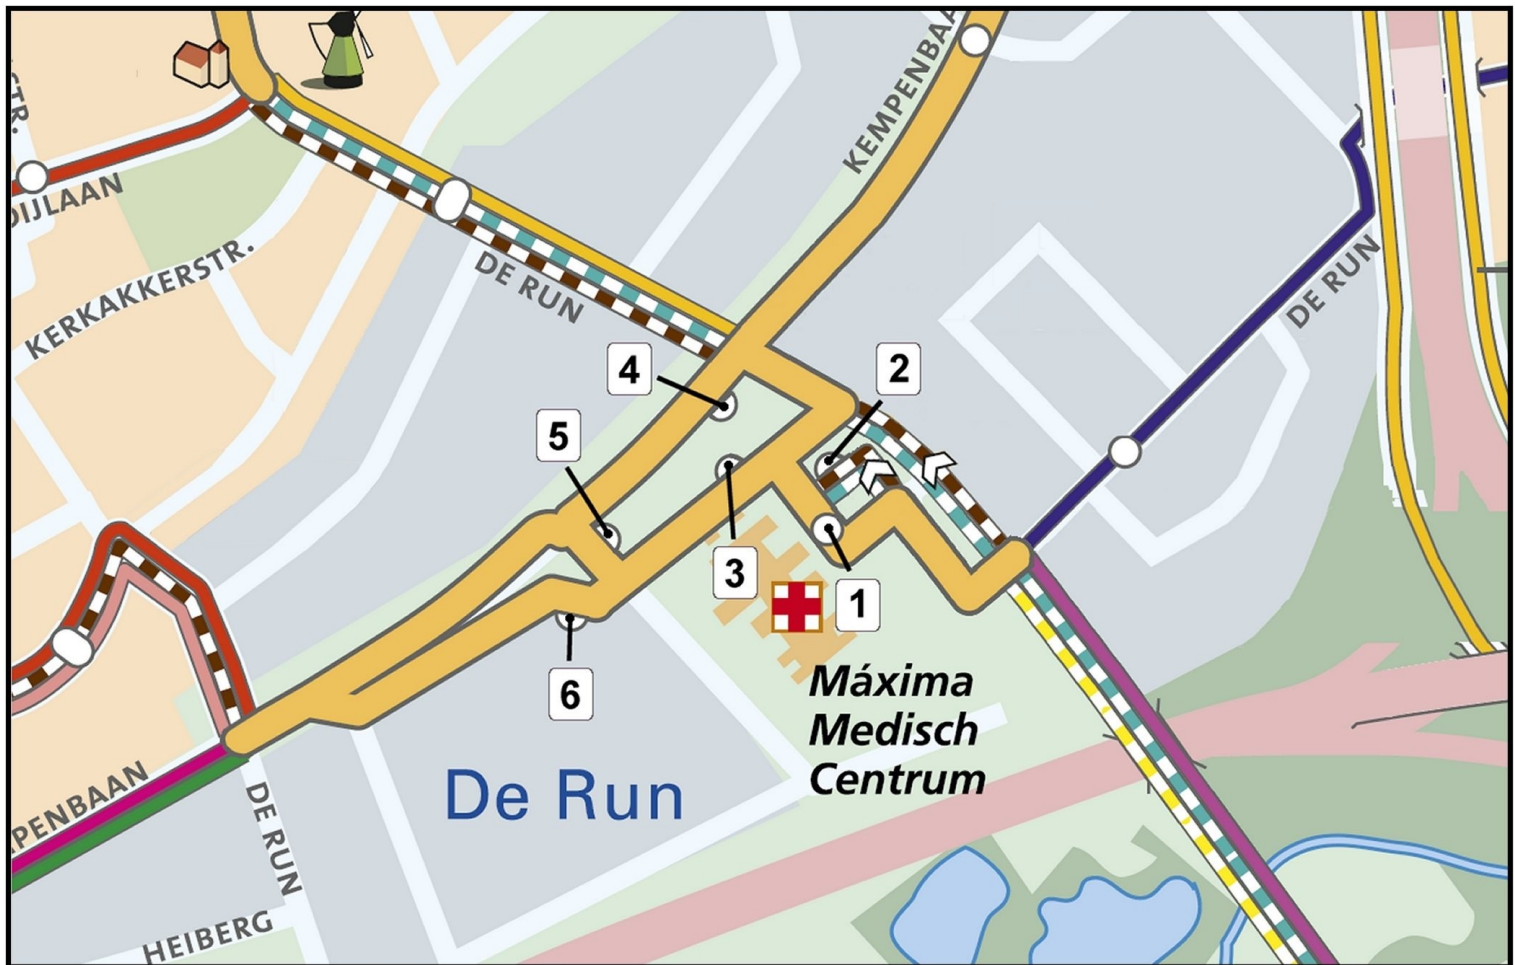 STR.
KEMPENBAA
DIJLAAN
KERKAKKERSTR.
DE RUN
DE RUN
4
2
5
3
1
6
Máxima
Medisch
Centrum
De Run
PENBAAN
DE RUN
HEIBERG